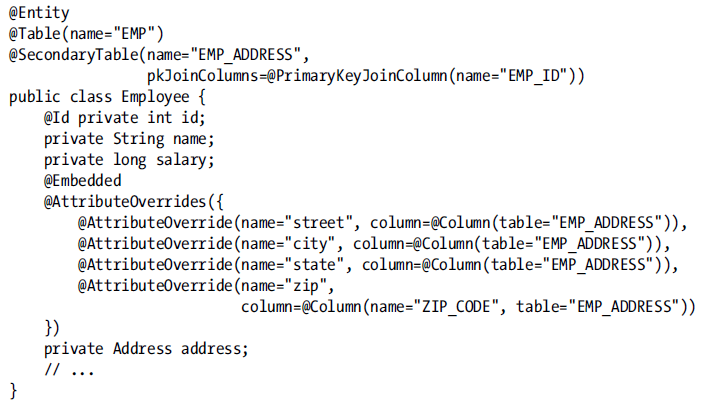 @Entity
@Table(name="EMP")
@SecondaryTable(name="EMP_ADDRESS",
                pkJoinColumns=@PrimaryKeyJoinColumn(name="EMP_ID"))
public class Employee {
    @Id private int id;
    private String name;
    private long salary;
    @Embedded
    @AttributeOverrides({
        @AttributeOverride(name="street", column=@Column(table="EMP_ADDRESS")),
        @AttributeOverride(name="city", column=@Column(table="EMP_ADDRESS")),
        @AttributeOverride(name="state", column=@Column(table="EMP_ADDRESS")),
        @AttributeOverride(name="zip",
                           column=@Column(name="ZIP_CODE", table="EMP_ADDRESS"))
    })
    private Address address;
    // ...
}